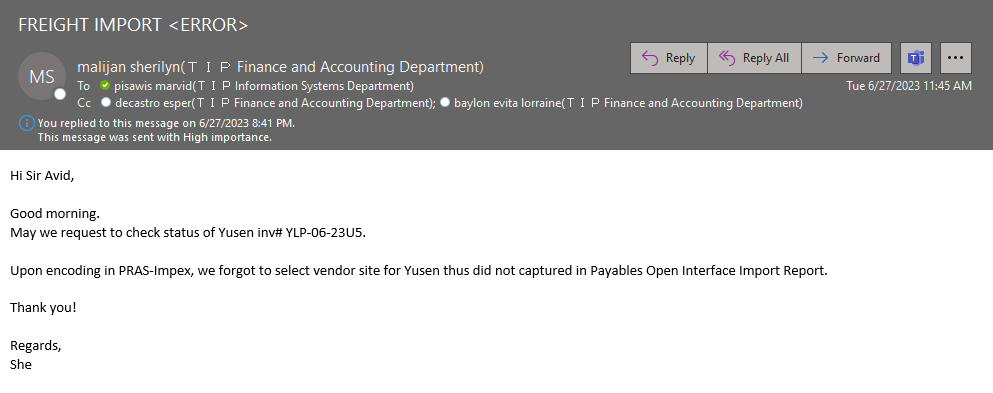 FREIGHT IMPORT <ERROR>
MS
malijan sherilyn(ＴＩＰ Finance and Accounting Department)
Reply
Reply All
Forward
To pisawis marvid(ＴＩＰ Information Systems Department)
Tue 6/27/2023 11:45 AM
Cc decastro esper(ＴＩＰ Finance and Accounting Department); baylon evita lorraine(ＴＩＰ Finance and Accounting Department)
You replied to this message on 6/27/2023 8:41 PM.
This message was sent with High importance.
Hi Sir Avid,
Good morning.
May we request to check status of Yusen inv# YLP-06-23U5.
Upon encoding in PRAS-Impex, we forgot to select vendor site for Yusen thus did not captured in Payables Open Interface Import Report.
Thank you!
Regards,
She